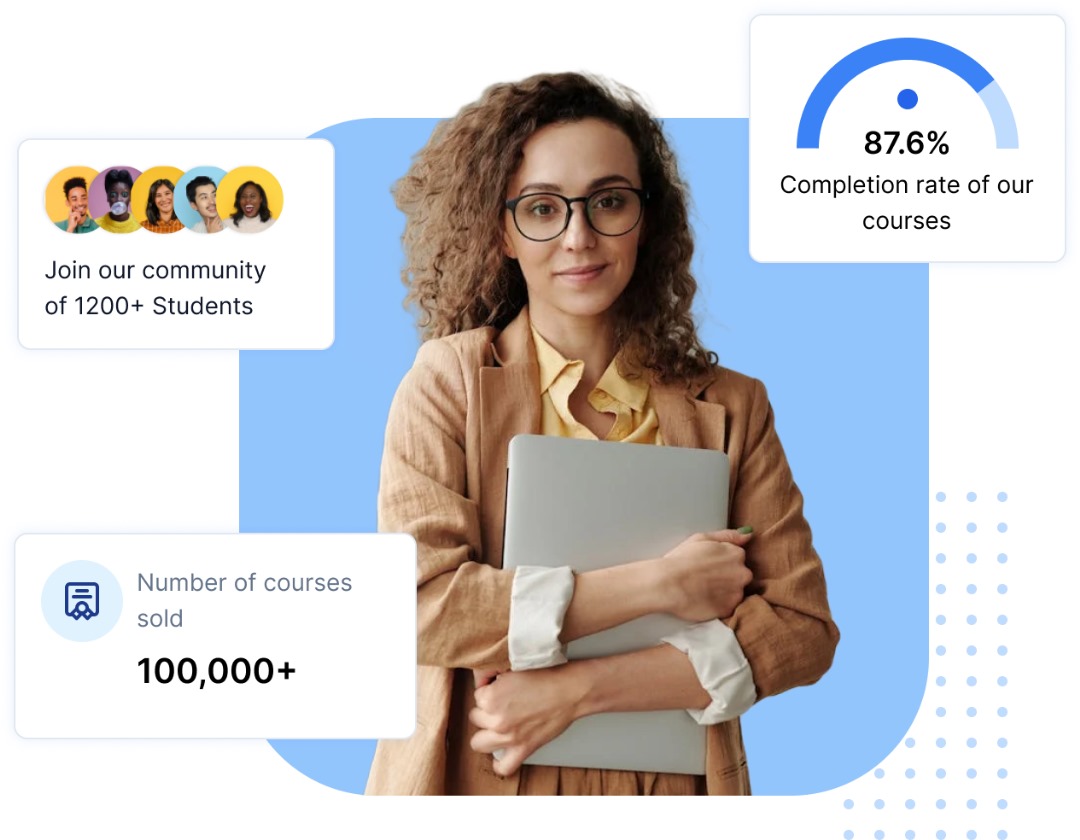 87.6%
Completion rate of our
courses
Join our community
of 1200+ Students
Number of courses
sold
100,000+